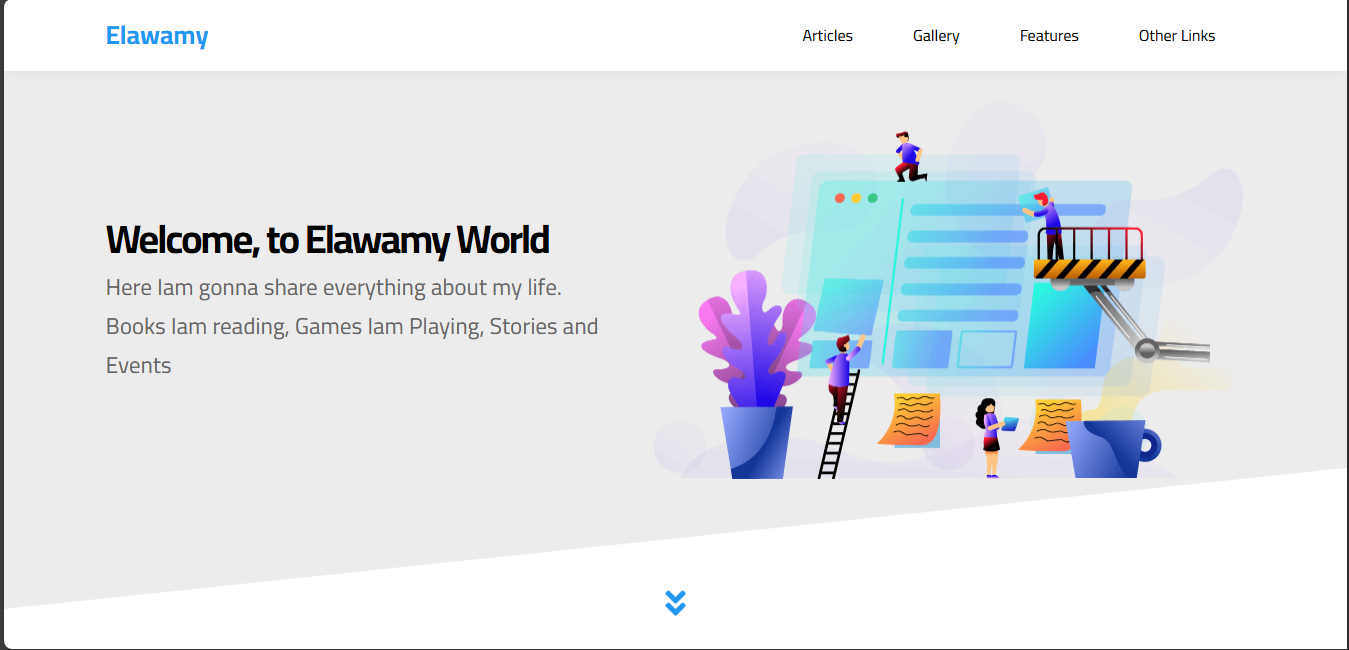 Elawamy
Articles
Gallery
Features
Other Links
Welcome, to Elawamy World
Here Iam gonna share everything about my life.
Books Iam reading, Games Iam Playing, Stories and
Events